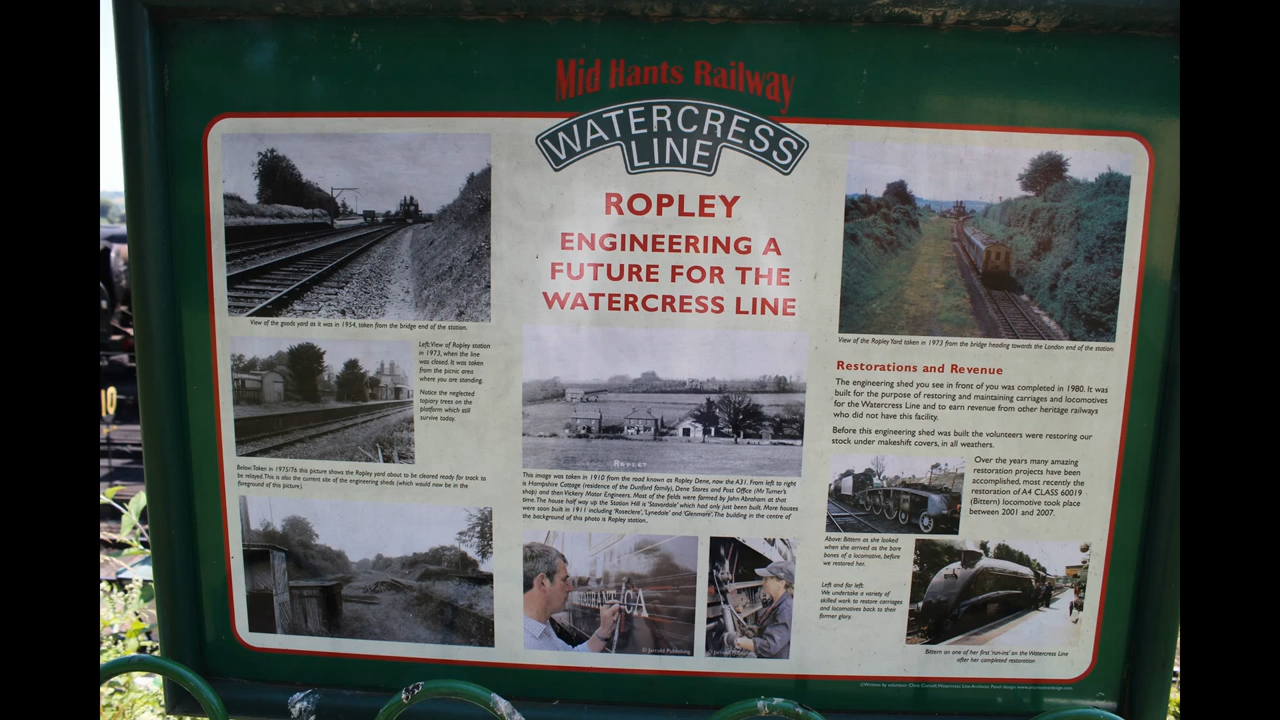 Mid Hants Railway
WATERCRESS
LINE
ROPLEY
ENGINEERING A
FUTURE FOR THE
WATERCRESS LINE
View of the goods yard as it was in 1954, taken from the bridge end of the station.
Left: View of Ropley station
in 1973, when the line
was closed. It was taken
from the picnic area
where you are standing.
Notice the neglected
topiary trees on the
platform which still
survive today.
Below: Taken in 1975/76 this picture shows the Ropley yard about to be cleared ready for track to
be relayed. This is also the current site of the engineering sheds (which would now be in the
foreground of this picture).
ROPLEY
This image was taken in 1910 from the road known as Ropley Dene, now the A31. From left to right
is Hampshire Cottage (residence of the Dunford family), Dene Stores and Post Office (Mr Turner's
shop) and then Vickery Motor Engineers. Most of the fields were farmed by John Abraham at that
time. The house half way up the Station Hill is 'Stavordale' which had only just been built. More houses
were soon built in 1911 including 'Roseclere', 'Lynedale' and 'Glenmore'. The building in the centre of
the background of this photo is Ropley station..
© Jarrold Publishing
© Jarrold Publishing
View of the Ropley Yard taken in 1973 from the bridge heading towards the London end of the station.
Restorations and Revenue
The engineering shed you see in front of you was completed in 1980. It was
built for the purpose of restoring and maintaining carriages and locomotives
for the Watercress Line and to earn revenue from other heritage railways
who did not have this facility.
Before this engineering shed was built the volunteers were restoring our
stock under makeshift covers, in all weathers.
Over the years many amazing
restoration projects have been
accomplished, most recently the
restoration of A4 CLASS 60019
(Bittern) locomotive took place
between 2001 and 2007.
Above: Bittern as she looked
when she arrived as the bare
bones of a locomotive, before
we restored her.
Left and far left:
We undertake a variety of
skilled work to restore carriages
and locomotives back to their
former glory.
Bittern on one of her first 'run-ins' on the Watercress Line
after her completed restoration
10